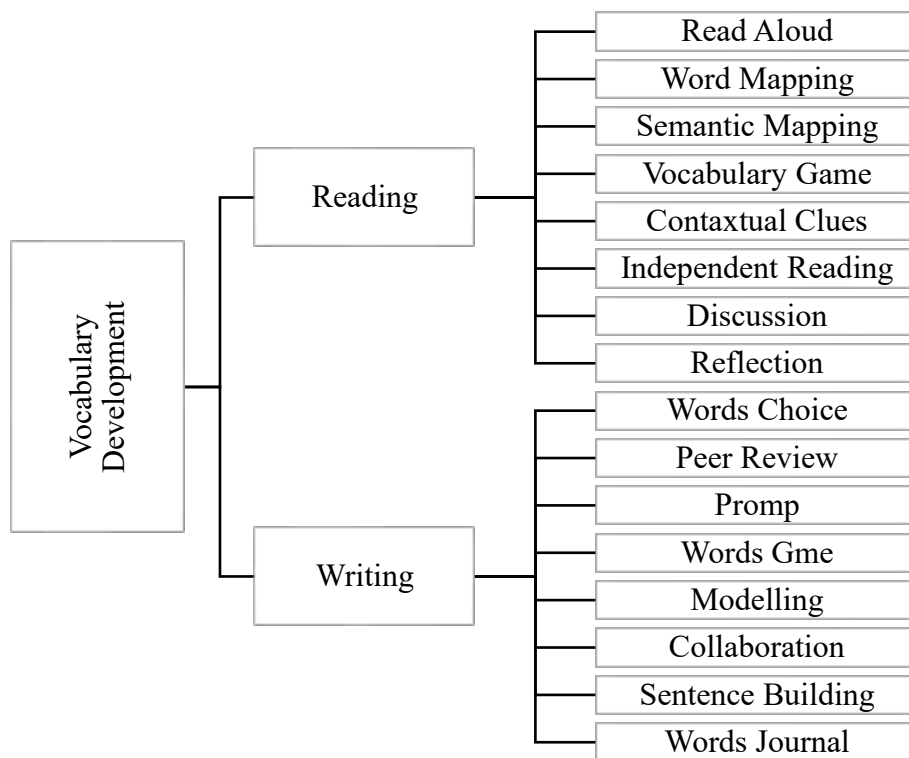 Vocabulary
Development
Reading
Read Aloud
Word Mapping
Semantic Mapping
Vocabulary Game
Contaxtual Clues
Independent Reading
Discussion
Reflection
Writing
Words Choice
Peer Review
Promp
Words Gme
Modelling
Collaboration
Sentence Building
Words Journal